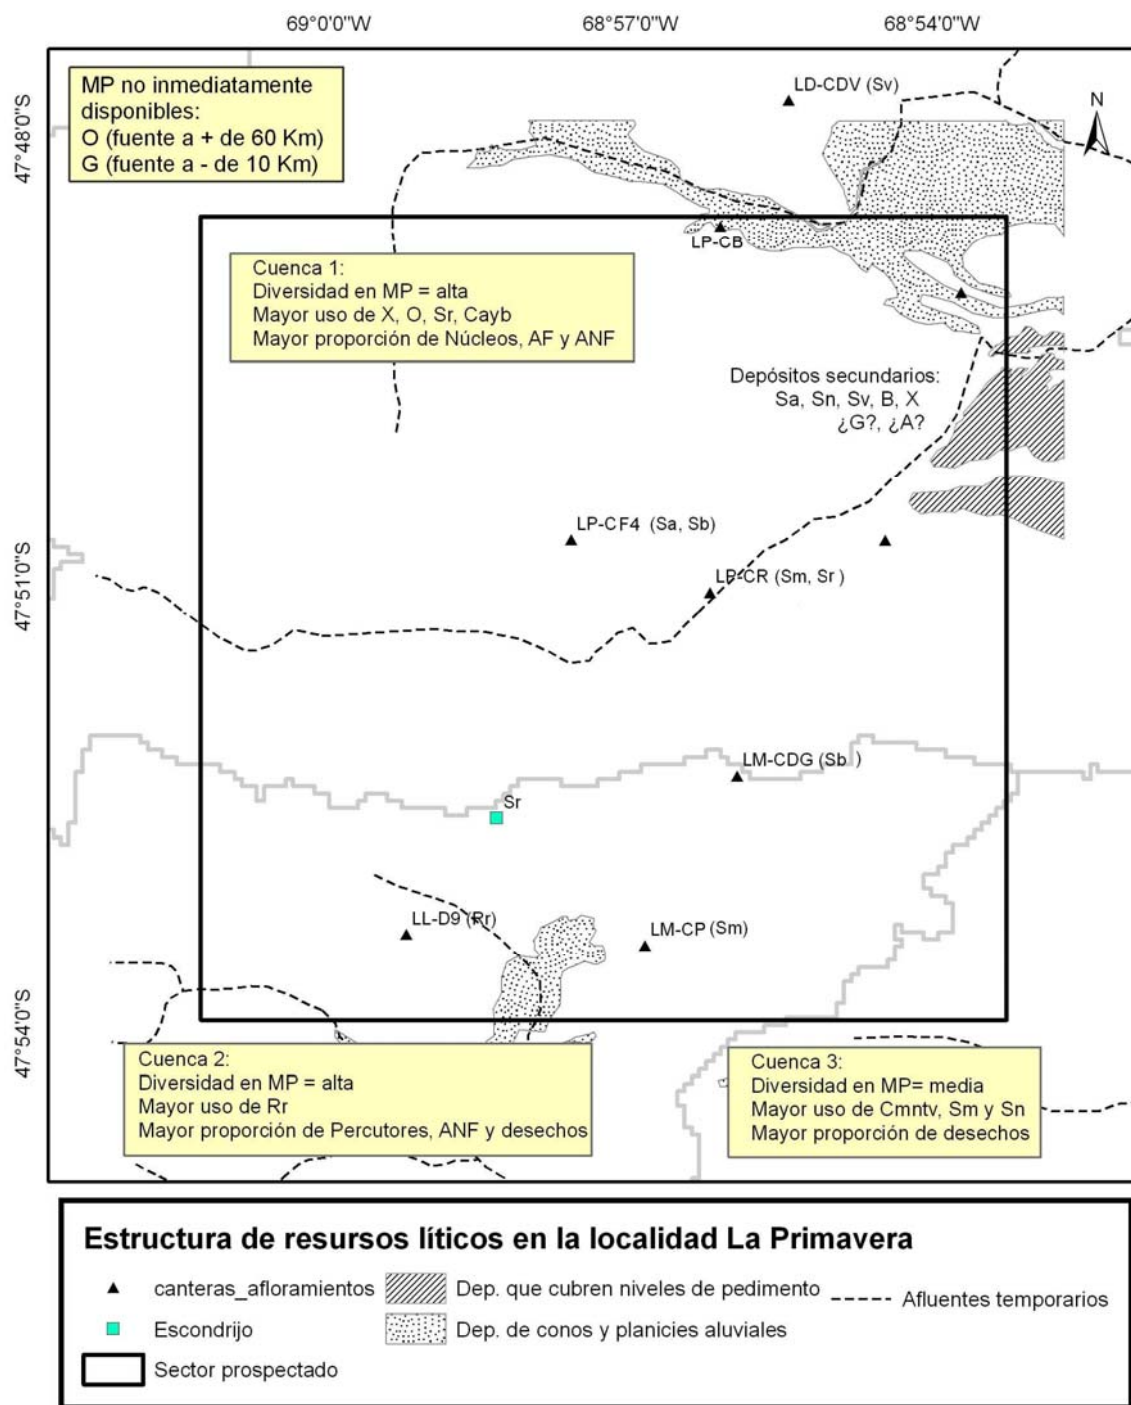 69°0'0"W 68°57'0"W 68°54'0"W
MP no inmediatamente
disponibles:
O (fuente a + de 60 Km)
G (fuente a - de 10 Km)
LD-CDV (Sv)
N
47°48'0"S
LP-CB
Cuenca 1:
Diversidad en MP = alta
Mayor uso de X, O, Sr, Cayb
Mayor proporción de Núcleos, AF y ANF
Depósitos secundarios:
Sa, Sn, Sv, B, X
¿G?, ¿A?
LP-CF4 (Sa, Sb)
47°51'0"S
LP-CR (Sm, Sr )
LM-CDG (Sb )
Sr
LL-D9 (Rr)
LM-CP (Sm)
47°54'0"S
Cuenca 2:
Diversidad en MP = alta
Mayor uso de Rr
Mayor proporción de Percutores, ANF y desechos
Cuenca 3:
Diversidad en MP= media
Mayor uso de Cmntv, Sm y Sn
Mayor proporción de desechos
Estructura de resursos líticos en la localidad La Primavera
canteras_afloramientos
Dep. que cubren niveles de pedimento
Afluentes temporarios
Escondrijo
Dep. de conos y planicies aluviales
Sector prospectado